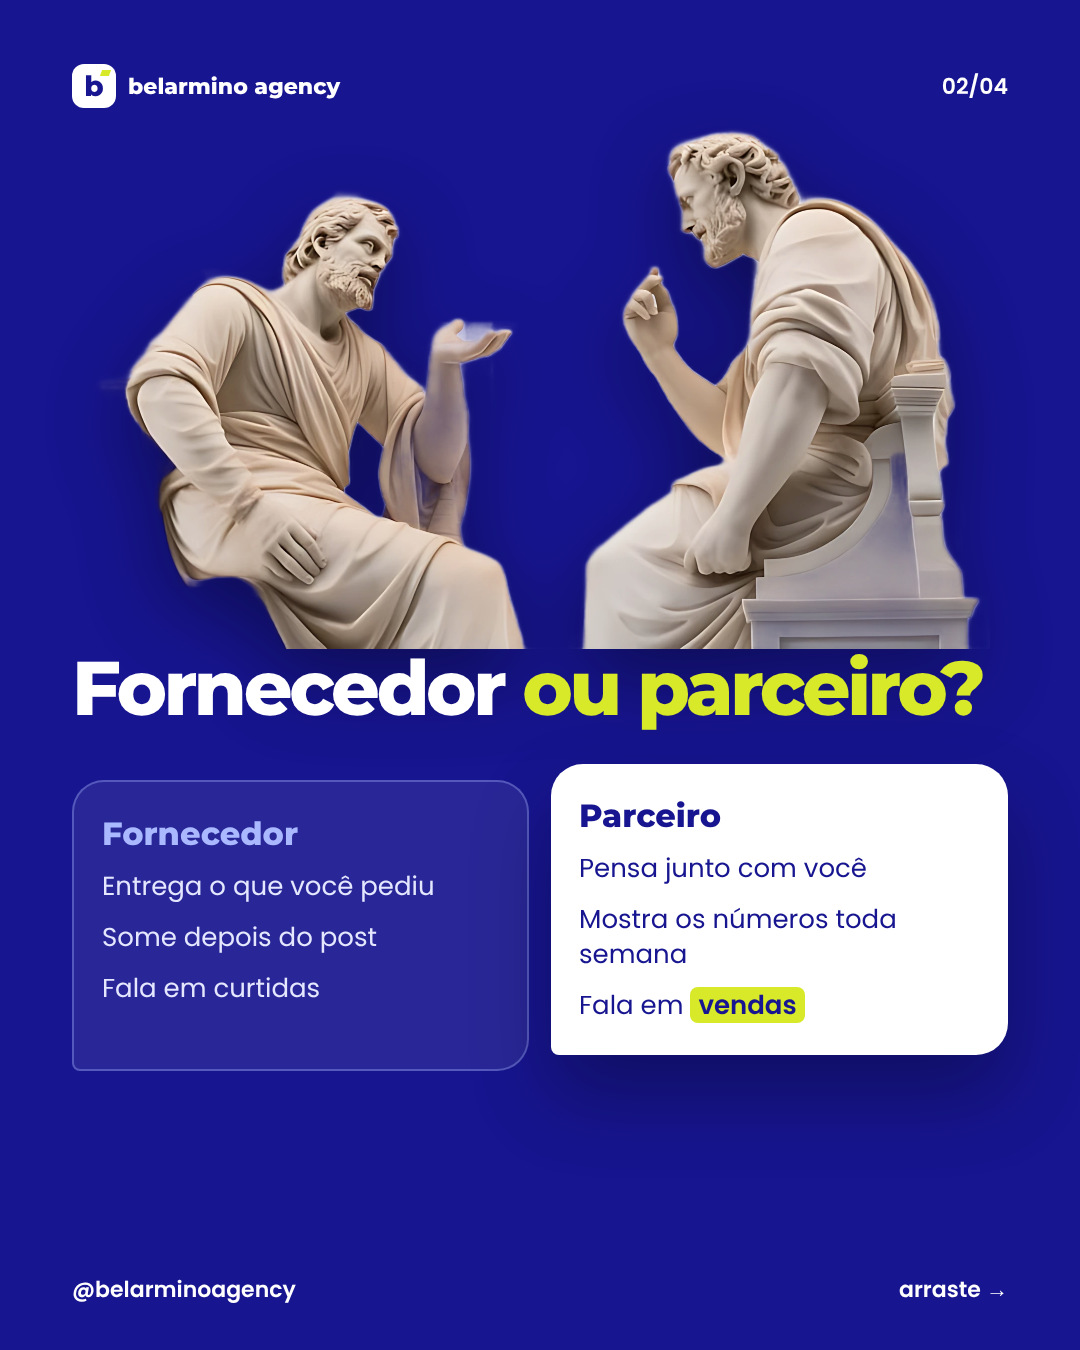 b belarmino agency
02/04
Fornecedor ou parceiro?
Fornecedor
Entrega o que você pediu
Some depois do post
Fala em curtidas
Parceiro
Pensa junto com você
Mostra os números toda
semana
Fala em vendas
@belarminoagency
arraste →